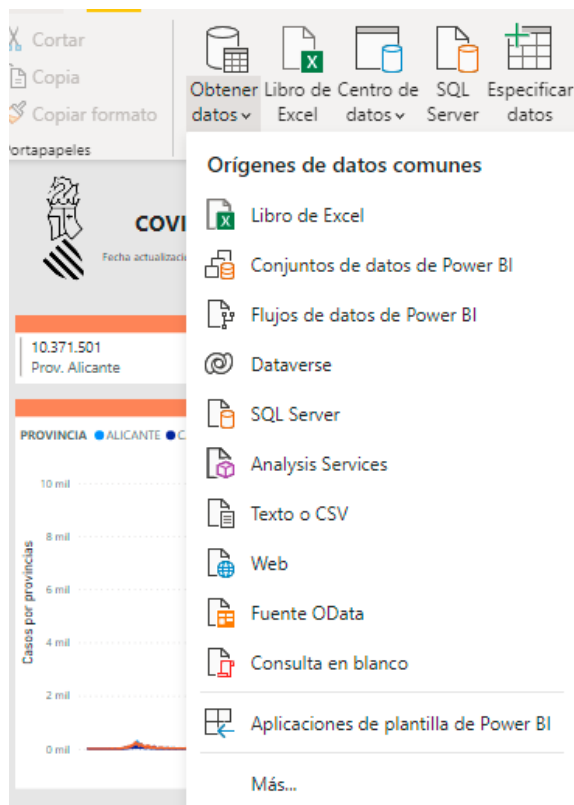 Cortar
Copia
Copiar formato
Portapapeles
Obtener datos
Libro de Excel
Centro de datos
SQL Server
Especificar datos
Orígenes de datos comunes
Libro de Excel
Conjuntos de datos de Power BI
Flujos de datos de Power BI
Dataverse
SQL Server
Analysis Services
Texto o CSV
Web
Fuente OData
Consulta en blanco
Aplicaciones de plantilla de Power BI
Más...
COVI
Fecha actualizaci
10.371.501
Prov. Alicante
PROVINCIA ALICANTE C
Casos por provincias
10 mil
8 mil
6 mil
4 mil
2 mil
0 mil